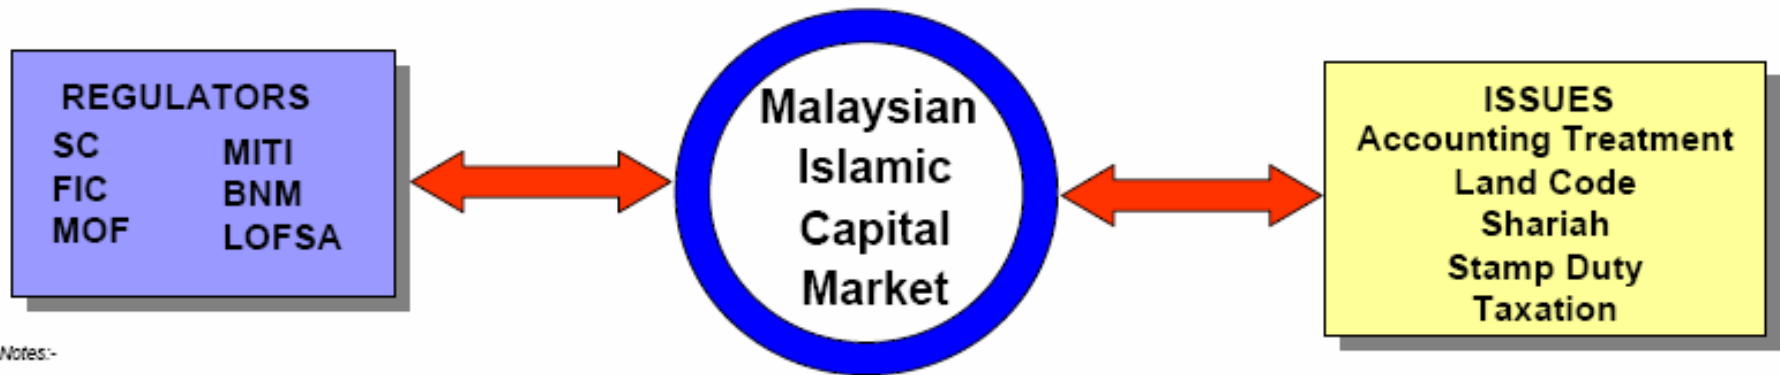 REGULATORS
SC
FIC
MOF
MITI
BNM
LOFSA
Malaysian
Islamic
Capital
Market
ISSUES
Accounting Treatment
Land Code
Shariah
Stamp Duty
Taxation
Notes:-